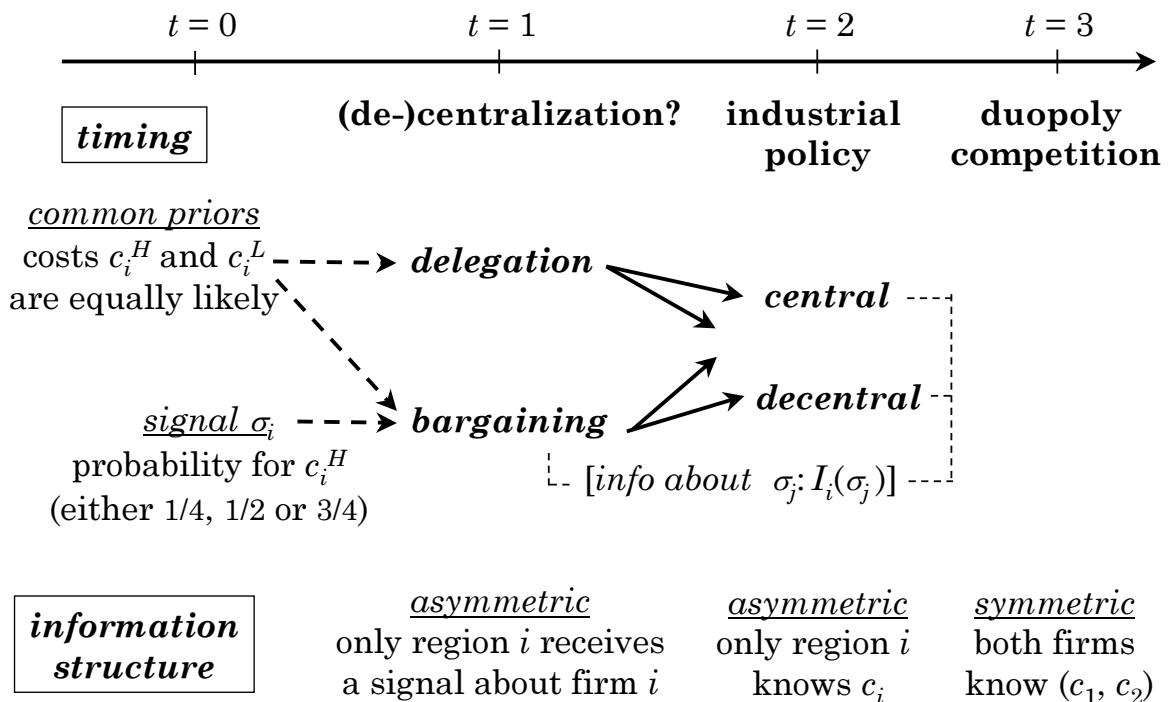 t = 0 t = 1 t = 2 t = 3
timing
(de-)centralization? industrial policy duopoly competition
common priors
costs c_i^H and c_i^L
are equally likely
delegation
central
signal σ_i
probability for c_i^H
(either 1/4, 1/2 or 3/4)
bargaining
decentral
[info about σ_j: I_i(σ_j)]
information
structure
asymmetric
only region i receives
a signal about firm i
asymmetric
only region i
knows c_i
symmetric
both firms
know (c_1, c_2)